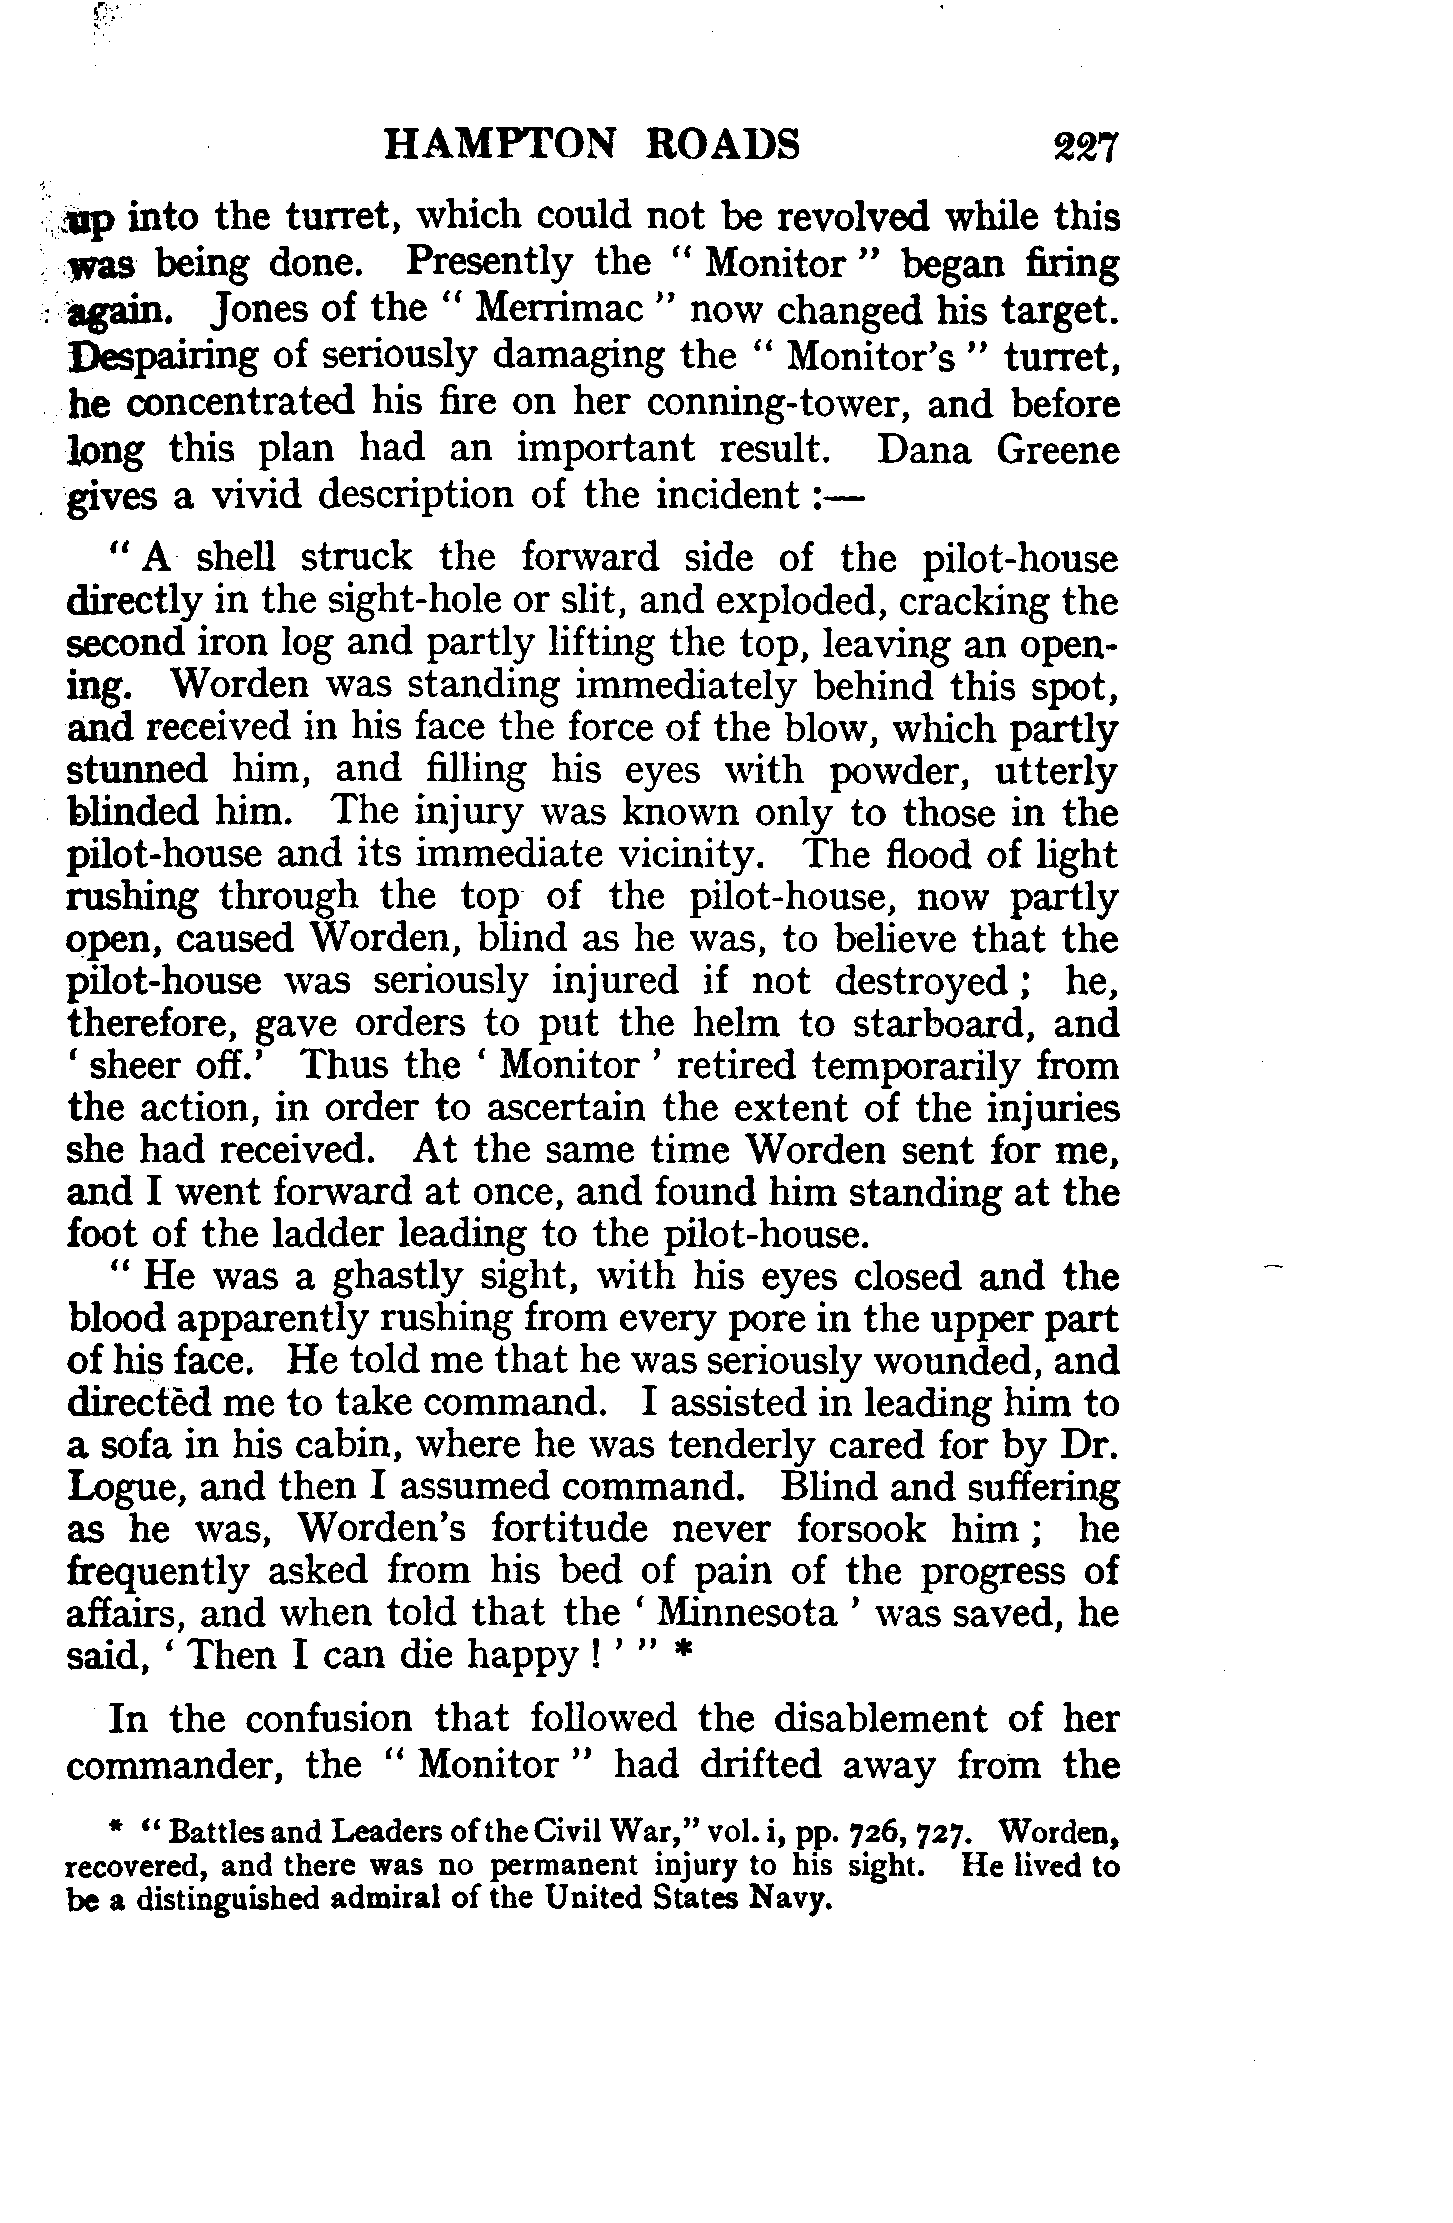 HAMPTON ROADS 227
up into the turret, which could not be revolved while this
was being done. Presently the " Monitor " began firing
again. Jones of the " Merrimac " now changed his target.
Despairing of seriously damaging the " Monitor's " turret,
he concentrated his fire on her conning-tower, and before
long this plan had an important result. Dana Greene
gives a vivid description of the incident :—
" A shell struck the forward side of the pilot-house
directly in the sight-hole or slit, and exploded, cracking the
second iron log and partly lifting the top, leaving an open-
ing. Worden was standing immediately behind this spot,
and received in his face the force of the blow, which partly
stunned him, and filling his eyes with powder, utterly
blinded him. The injury was known only to those in the
pilot-house and its immediate vicinity. The flood of light
rushing through the top of the pilot-house, now partly
open, caused Worden, blind as he was, to believe that the
pilot-house was seriously injured if not destroyed ; he,
therefore, gave orders to put the helm to starboard, and
' sheer off.' Thus the ' Monitor ' retired temporarily from
the action, in order to ascertain the extent of the injuries
she had received. At the same time Worden sent for me,
and I went forward at once, and found him standing at the
foot of the ladder leading to the pilot-house.
" He was a ghastly sight, with his eyes closed and the
blood apparently rushing from every pore in the upper part
of his face. He told me that he was seriously wounded, and
directed me to take command. I assisted in leading him to
a sofa in his cabin, where he was tenderly cared for by Dr.
Logue, and then I assumed command. Blind and suffering
as he was, Worden's fortitude never forsook him ; he
frequently asked from his bed of pain of the progress of
affairs, and when told that the ' Minnesota ' was saved, he
said, ' Then I can die happy ! ' " *
In the confusion that followed the disablement of her
commander, the " Monitor " had drifted away from the
* " Battles and Leaders of the Civil War," vol. i, pp. 726, 727. Worden,
recovered, and there was no permanent injury to his sight. He lived to
be a distinguished admiral of the United States Navy.